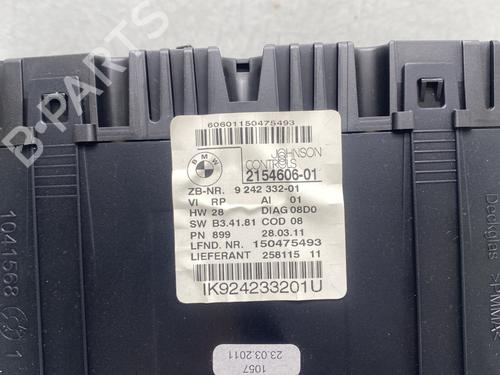 B-PARTS
60601150475493
BMW
JOHNSON
CONTROLS
2154606-01
ZB-NR. 9 242 332-01
VI RP AI 01
HW 28 DIAG 08D0
SW B3.41.81 COD 08
PN 899 28.03.11
LFND. NR. 150475493
LIEFERANT 258115 11
IK924233201U
1041568
1
1057
23.03.2011